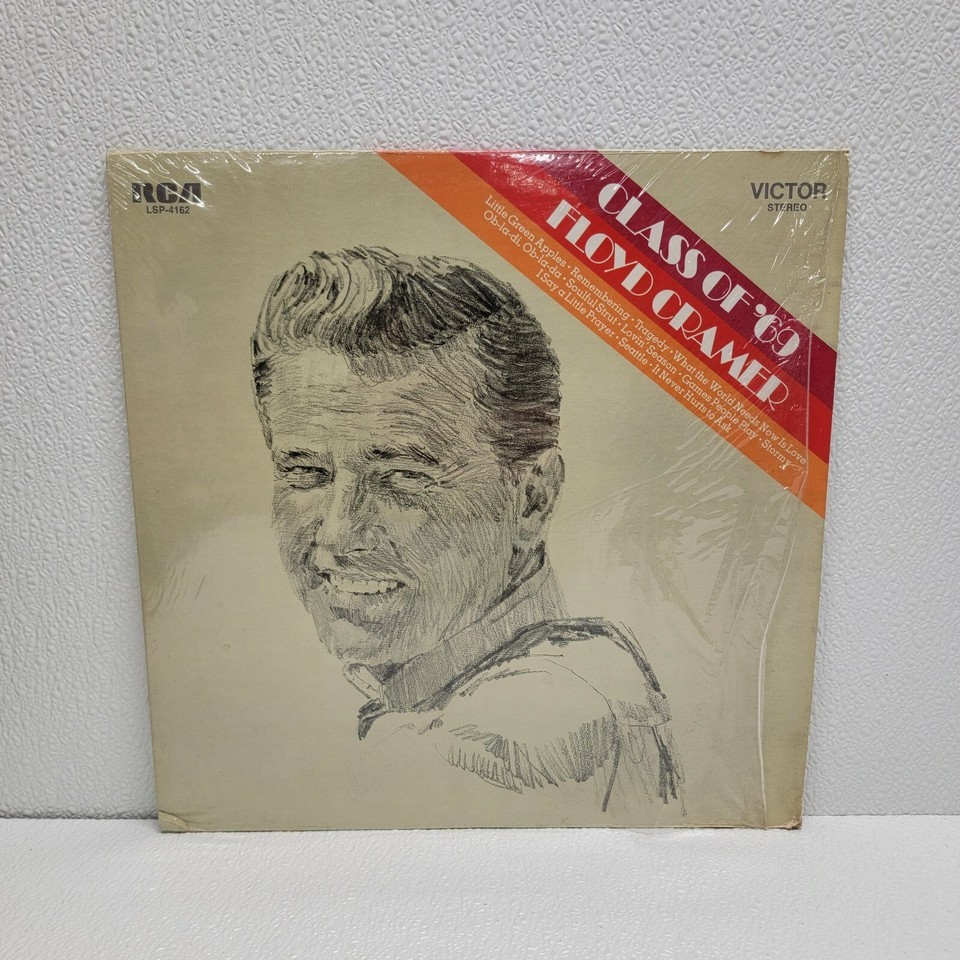 RCA
LSP-4162
VICTOR
STEREO
CLASS OF '69
FLOYD CRAMER
Little Green Apples • Remembering • Tragedy • What the World Needs Now Is Love
Ob-la-di, Ob-la-da • Soulful Strut • Lovin' Season • Games People Play • Stormy
I Say a Little Prayer • Seattle • It Never Hurts to Ask